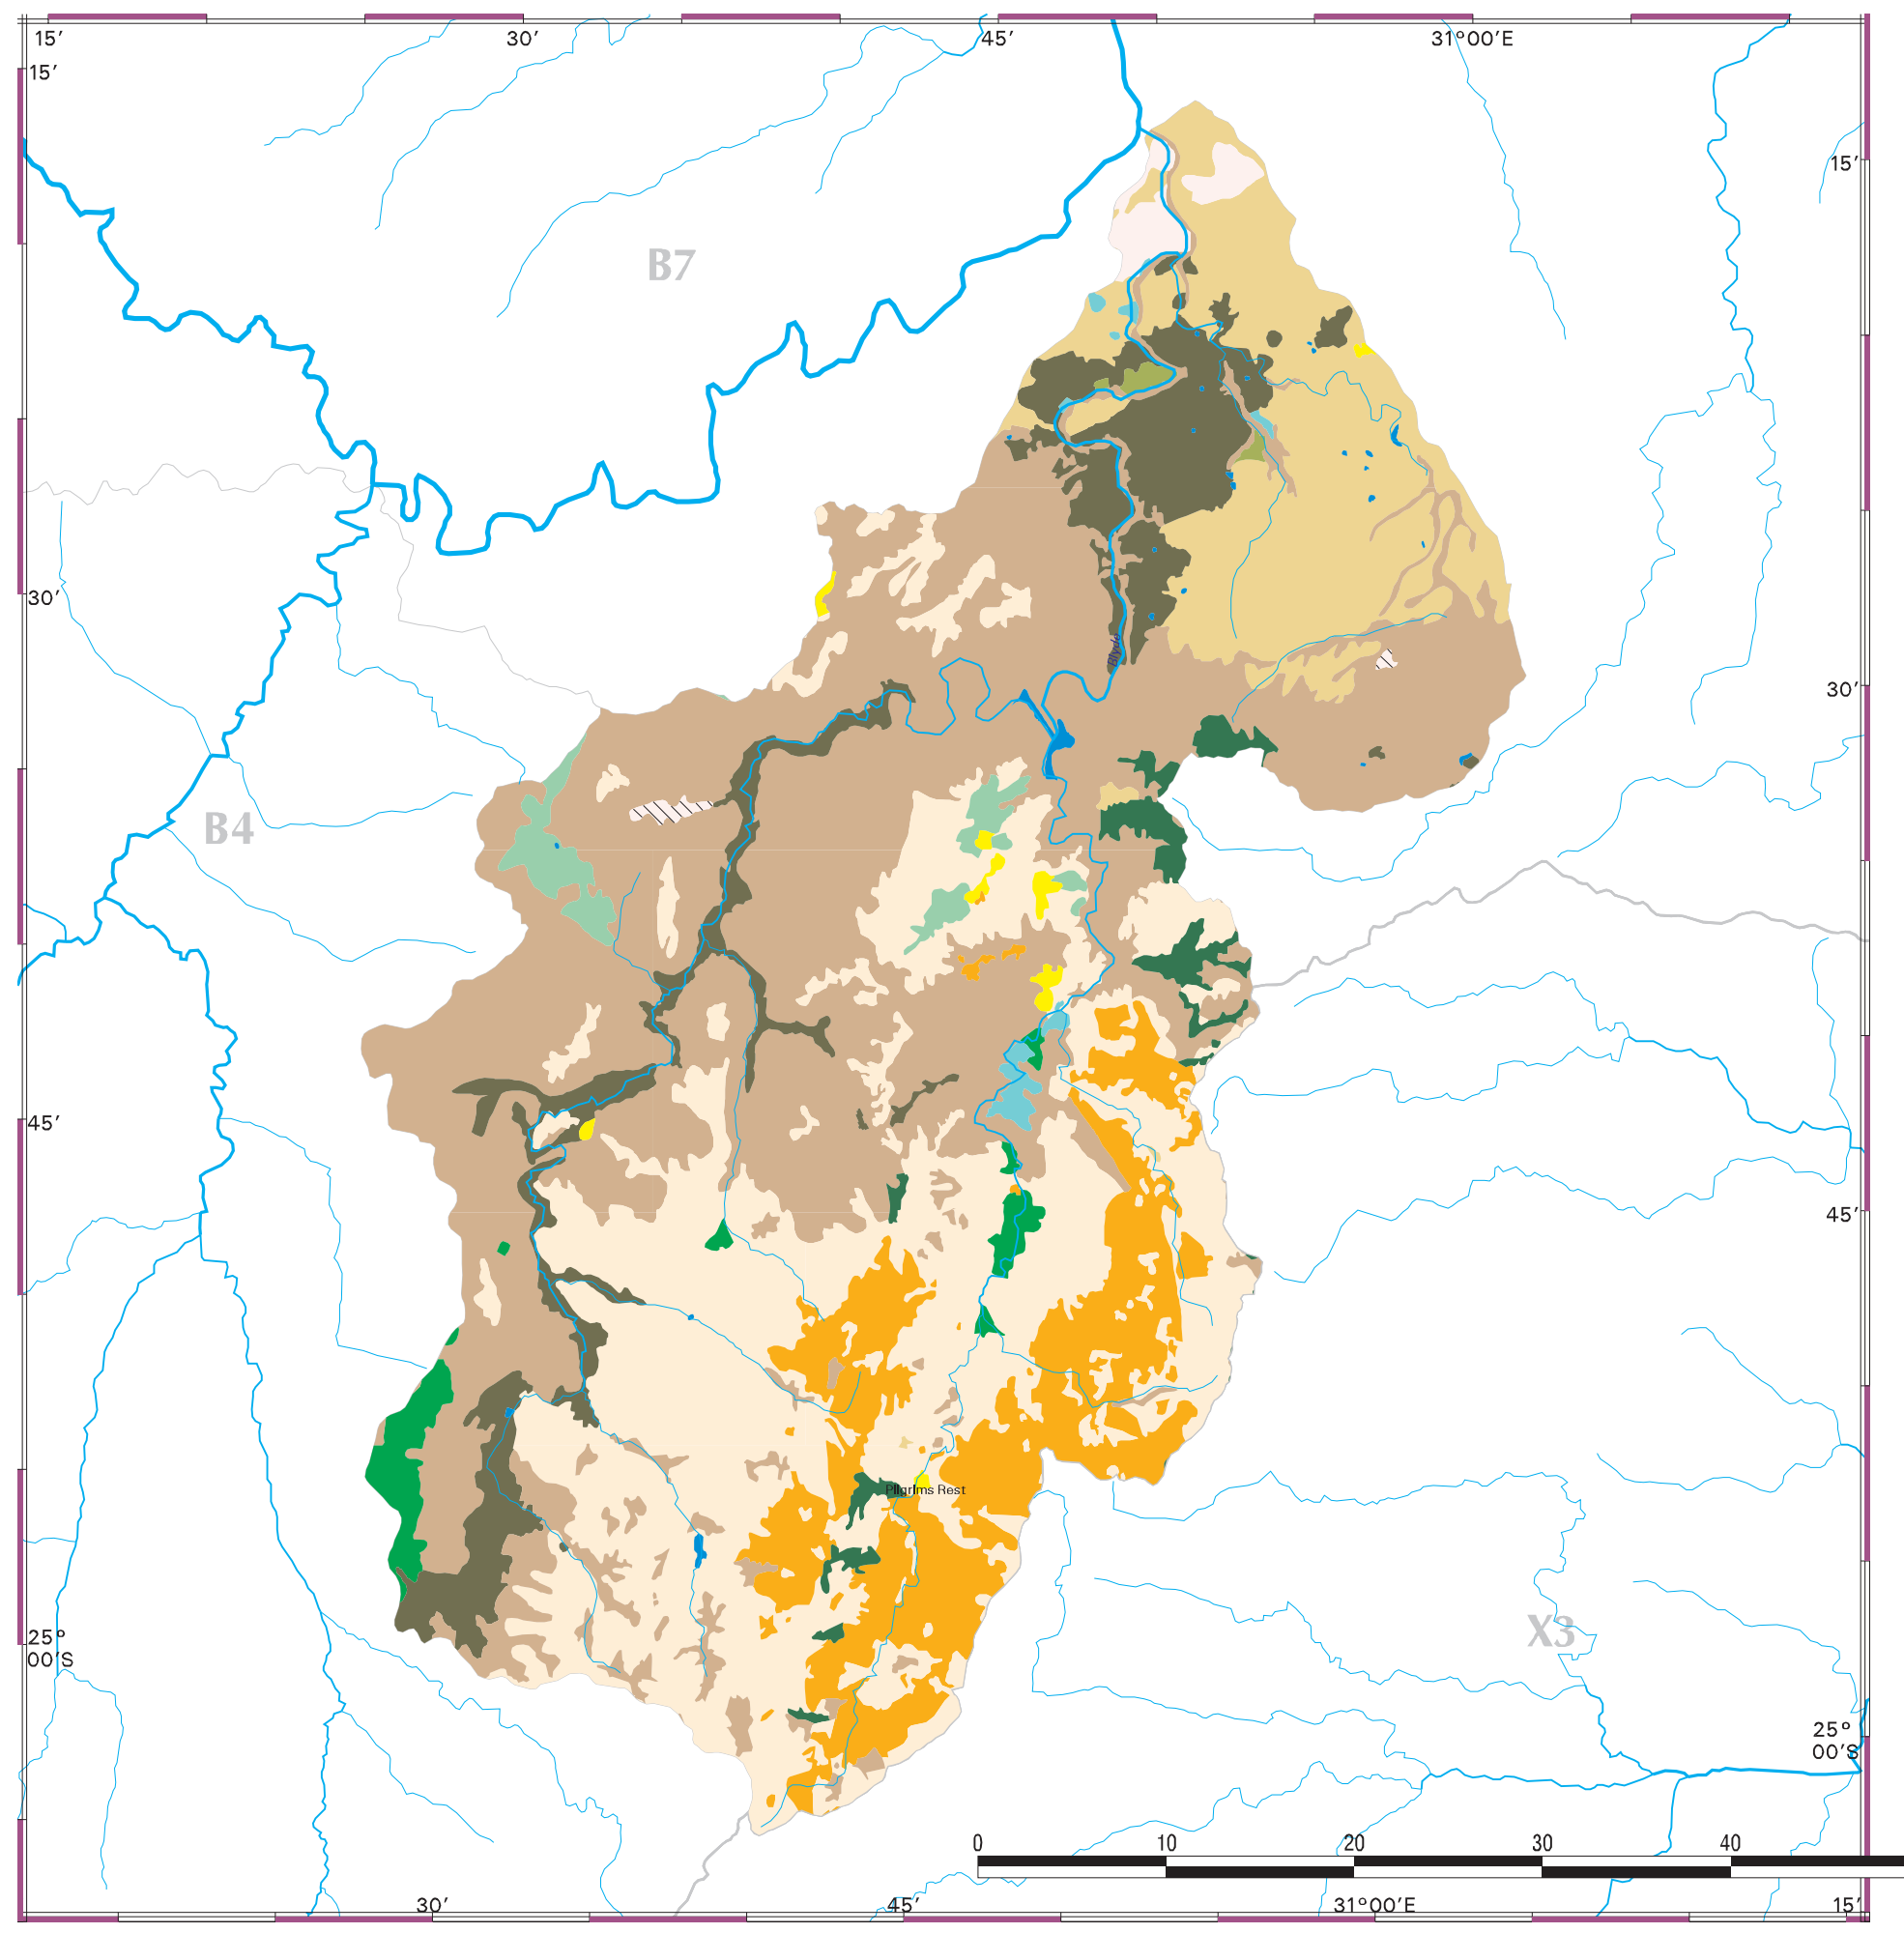 15′ 30′ 45′ 31°00′E
15′
15′
B7
30′
Blyde
30′
B4
45′
45′
Pilgrims Rest
X3
25°
00′S
25°
00′S
0 10 20 30 40
30′ 45′ 31°00′E 15′